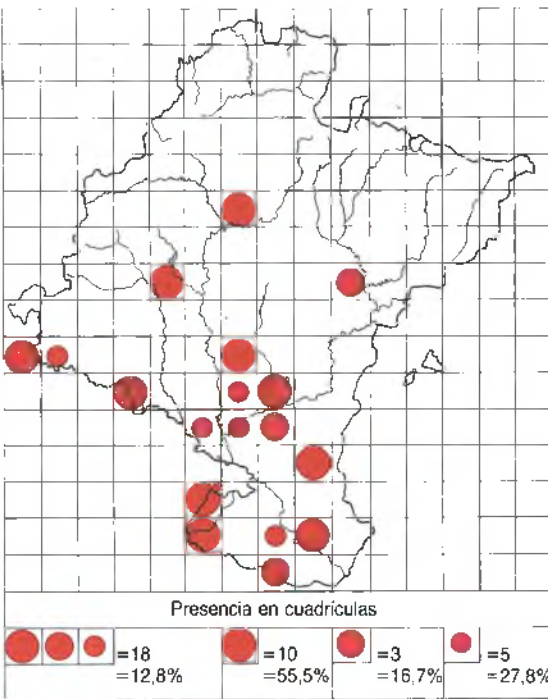 Presencia en cuadrículas
=18 =10 =3 =5
=12,8% =55,5% =16,7% =27,8%